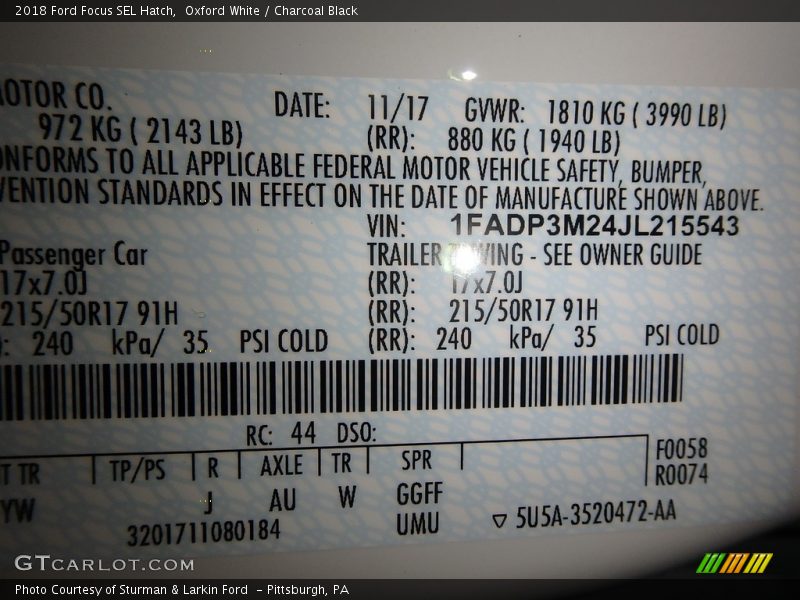 2018 Ford Focus SEL Hatch, Oxford White / Charcoal Black
MOTOR CO. DATE: 11/17 GVWR: 1810 KG ( 3990 LB)
972 KG ( 2143 LB) (RR): 880 KG ( 1940 LB)
ONFORMS TO ALL APPLICABLE FEDERAL MOTOR VEHICLE SAFETY, BUMPER,
VENTION STANDARDS IN EFFECT ON THE DATE OF MANUFACTURE SHOWN ABOVE.
VIN: 1FADP3M24JL215543
Passenger Car TRAILER TOWING - SEE OWNER GUIDE
17x7.0J (RR): 17x7.0J
215/50R17 91H (RR): 215/50R17 91H
): 240 kPa/ 35 PSI COLD (RR): 240 kPa/ 35 PSI COLD
RC: 44 DSO:
T TR TP/PS R AXLE TR SPR F0058
R0074
YW J AU W GGFF
3201711080184 UMU ▽ 5U5A-3520472-AA
GTCARLOT.COM
Photo Courtesy of Sturman & Larkin Ford - Pittsburgh, PA